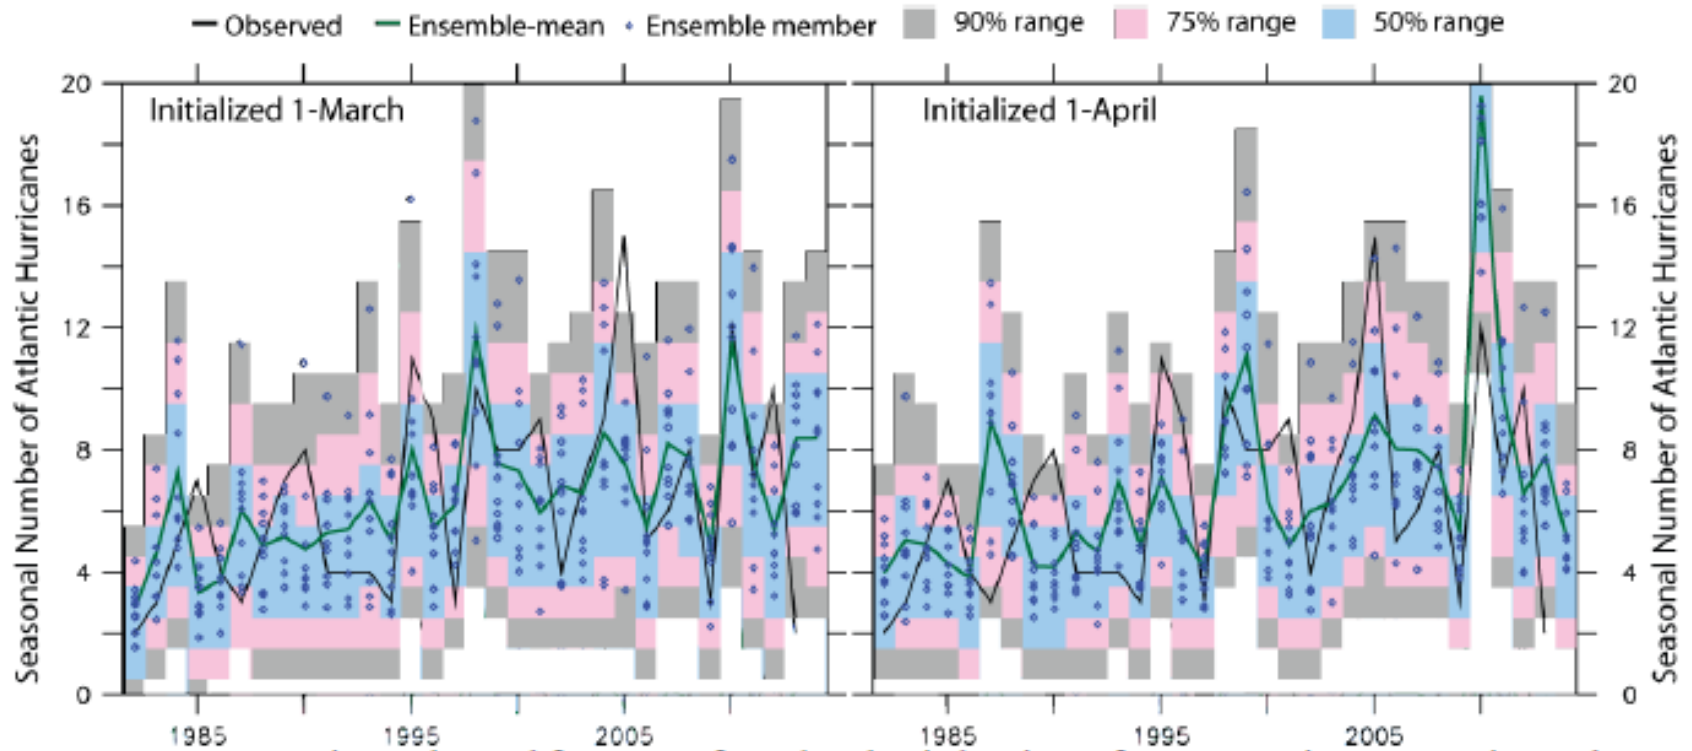 Observed Ensemble-mean Ensemble member 90% range 75% range 50% range
Initialized 1-March
Initialized 1-April
Seasonal Number of Atlantic Hurricanes
20
16
12
8
4
0
1985 1995 2005
1985 1995 2005
20
16
12
8
4
0
Seasonal Number of Atlantic Hurricanes